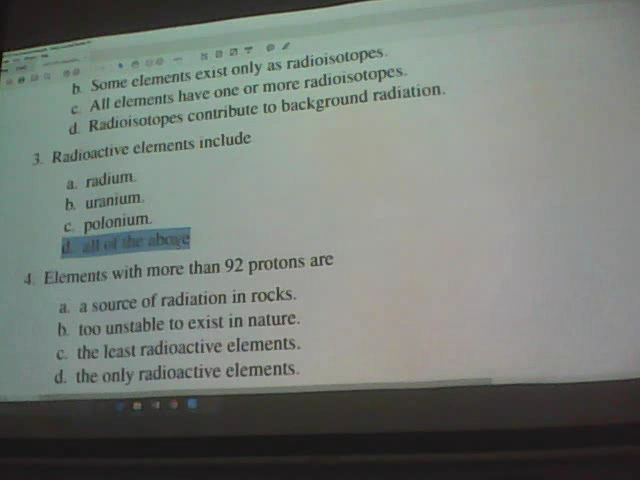 b. Some elements exist only as radioisotopes.
c. All elements have one or more radioisotopes.
d. Radioisotopes contribute to background radiation.
3. Radioactive elements include
a. radium.
b. uranium.
c. polonium.
d. all of the above
4. Elements with more than 92 protons are
a. a source of radiation in rocks.
b. too unstable to exist in nature.
c. the least radioactive elements.
d. the only radioactive elements.